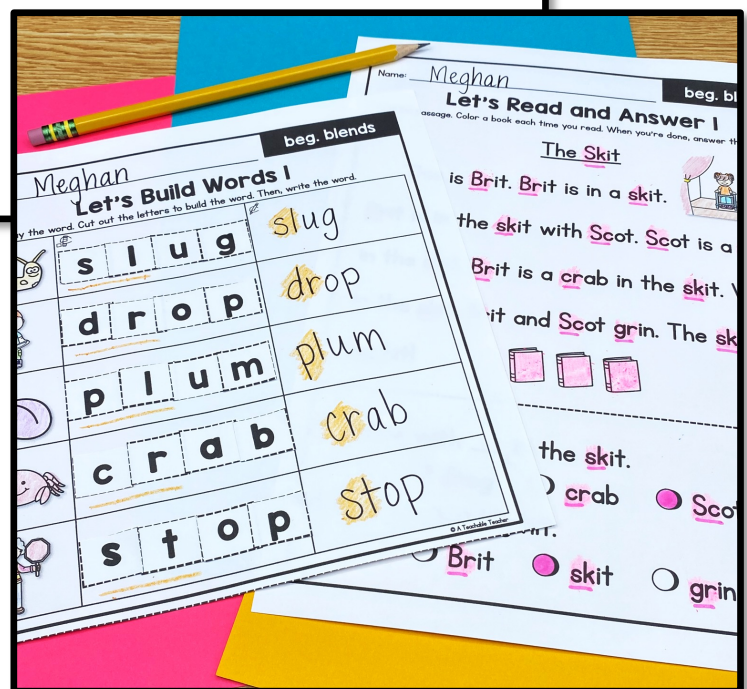 Meghan
beg. blends
Let's Build Words 1
the word. Cut out the letters to build the word. Then, write the word.
s l u g
slug
d r o p
drop
p l u m
plum
c r a b
crab
s t o p
stop
© A Teachable Teacher
Name: Meghan
beg. bl
Let's Read and Answer 1
assage. Color a book each time you read. When you're done, answer th
The Skit
is Brit. Brit is in a skit.
the skit with Scot. Scot is a
Brit is a crab in the skit.
it and Scot grin. The sk
the skit.
crab
Sco
Brit
skit
grin